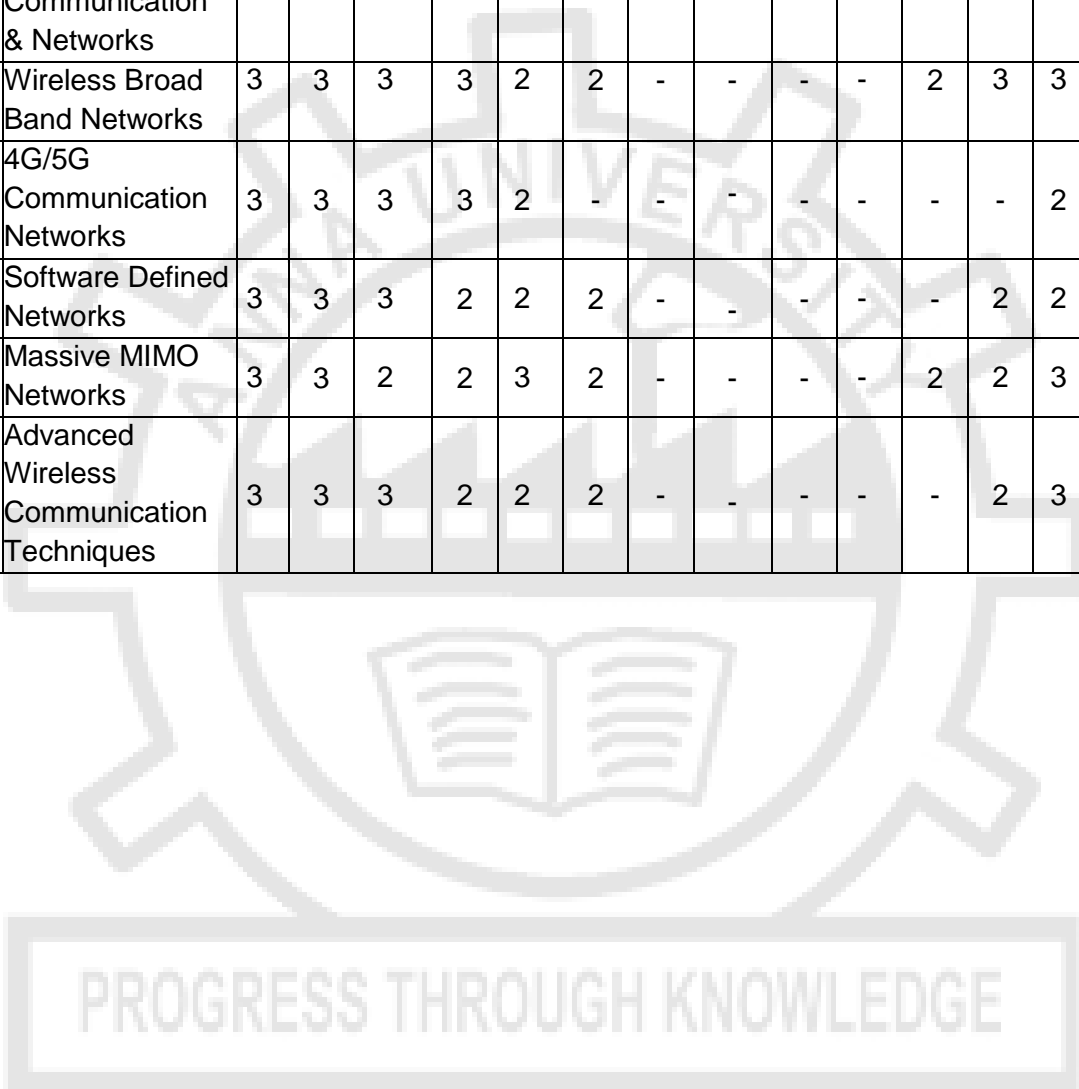 Communication
& Networks
Wireless Broad 3 3 3 3 2 2 - - - - 2 3 3
Band Networks
4G/5G
Communication 3 3 3 3 2 - - - - - - - 2
Networks
Software Defined 3 3 3 2 2 2 - - - - - 2 2
Networks
Massive MIMO 3 3 2 2 3 2 - - - - 2 2 3
Networks
Advanced
Wireless
Communication 3 3 3 2 2 2 - - - - - 2 3
Techniques
ANNA UNIVERSITY
PROGRESS THROUGH KNOWLEDGE